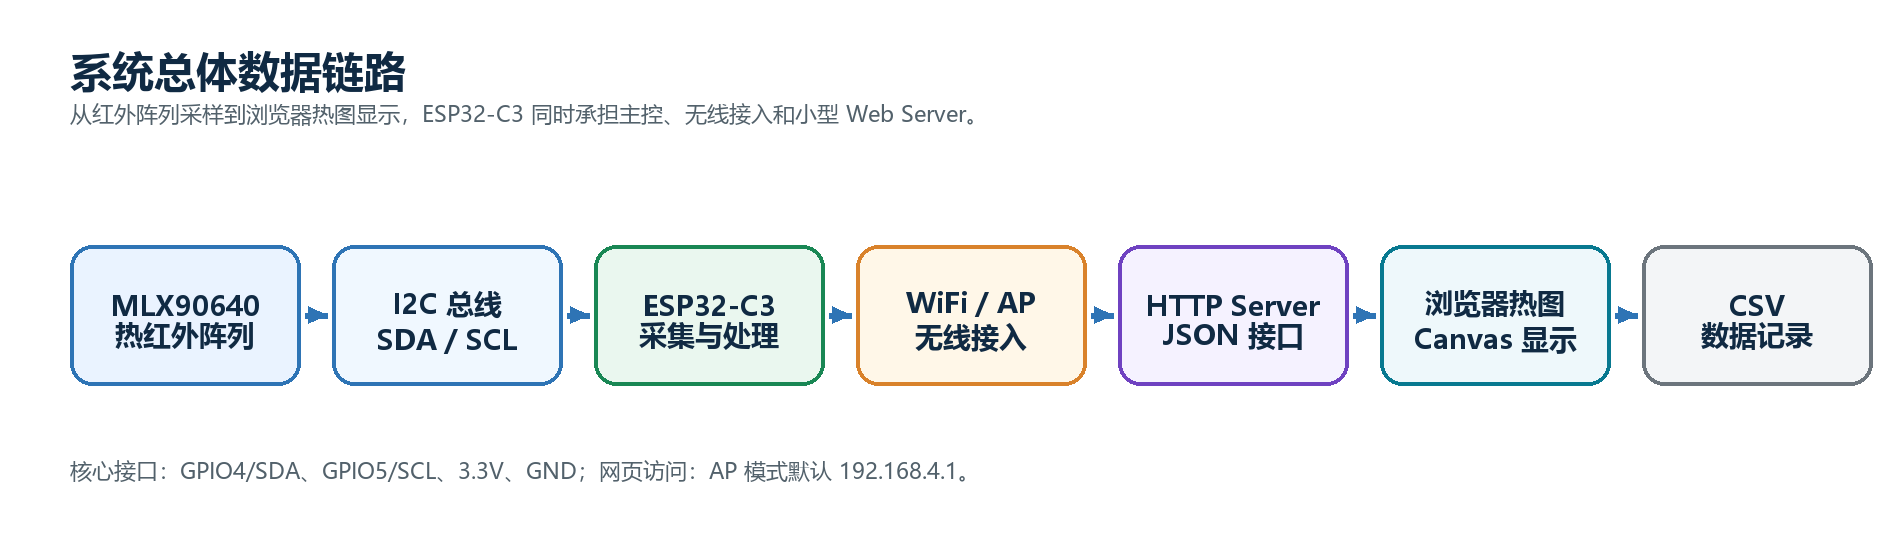 系统总体数据链路
从红外阵列采样到浏览器热图显示，ESP32-C3 同时承担主控、无线接入和小型 Web Server。
MLX90640
热红外阵列
I2C 总线
SDA / SCL
ESP32-C3
采集与处理
WiFi / AP
无线接入
HTTP Server
JSON 接口
浏览器热图
Canvas 显示
CSV
数据记录
核心接口：GPIO4/SDA、GPIO5/SCL、3.3V、GND；网页访问：AP 模式默认 192.168.4.1。